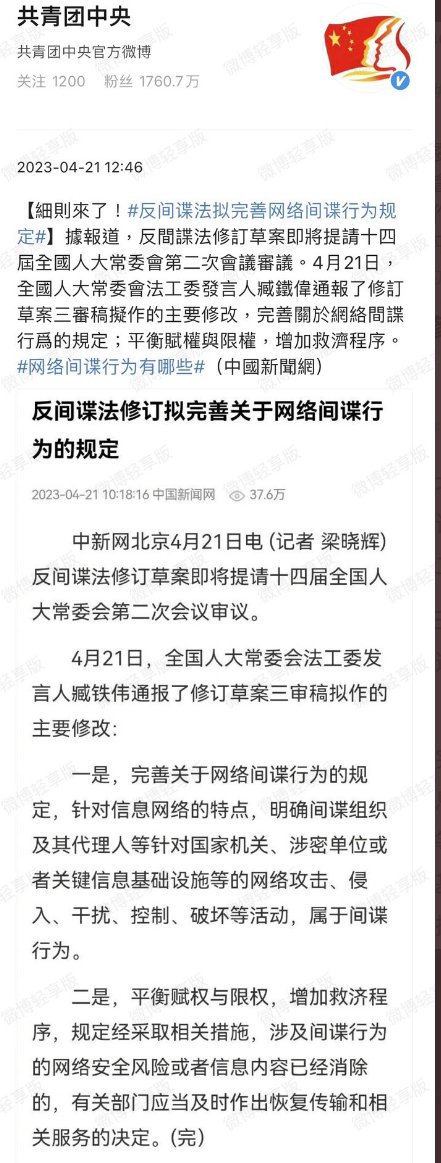 共青团中央
共青团中央官方微博
关注 1200 粉丝 1760.7万
2023-04-21 12:46
【細則來了！#反间谍法拟完善网络间谍行为规
定#】據報道，反間諜法修訂草案即將提請十四
屆全國人大常委會第二次會議審議。4月21日，
全國人大常委會法工委發言人臧鐵偉通報了修訂
草案三審稿擬作的主要修改，完善關於網絡間諜
行爲的規定；平衡賦權與限權，增加救濟程序。
#网络间谍行为有哪些#（中國新聞網）
反间谍法修订拟完善关于网络间谍行
为的规定
2023-04-21 10:18:16 中国新闻网 37.6万
中新网北京4月21日电 (记者 梁晓辉)
反间谍法修订草案即将提请十四届全国人
大常委会第二次会议审议。
4月21日，全国人大常委会法工委发
言人臧铁伟通报了修订草案三审稿拟作的
主要修改：
一是，完善关于网络间谍行为的规
定，针对信息网络的特点，明确间谍组织
及其代理人等针对国家机关、涉密单位或
者关键信息基础设施等的网络攻击、侵
入、干扰、控制、破坏等活动，属于间谍
行为。
二是，平衡赋权与限权，增加救济程
序，规定经采取相关措施，涉及间谍行为
的网络安全风险或者信息内容已经消除
的，有关部门应当及时作出恢复传输和相
关服务的决定。(完)
微博轻享版